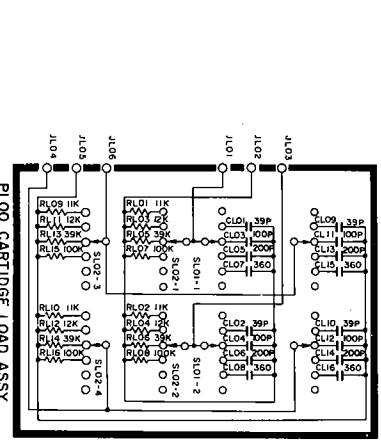 JL04
JL05
JL06
JL01
JL02
JL03
RL09 11K
RL11 12K
RL13 39K
RL15 100K
SL02-3
RL01 11K
RL03 12K
RL05 39K
RL07 100K
SL02-1
SL01-1
CL01 39P
CL03 100P
CL05 200P
CL07 360
CL09 39P
CL11 100P
CL13 200P
CL15 360
RL10 11K
RL12 12K
RL14 39K
RL16 100K
SL02-4
RL02 11K
RL04 12K
RL06 39K
RL08 100K
SL02-2
SL01-2
CL02 39P
CL04 100P
CL06 200P
CL08 360
CL10 39P
CL12 100P
CL14 200P
CL16 360
PL00 CARTIDGE LOAD ASSY